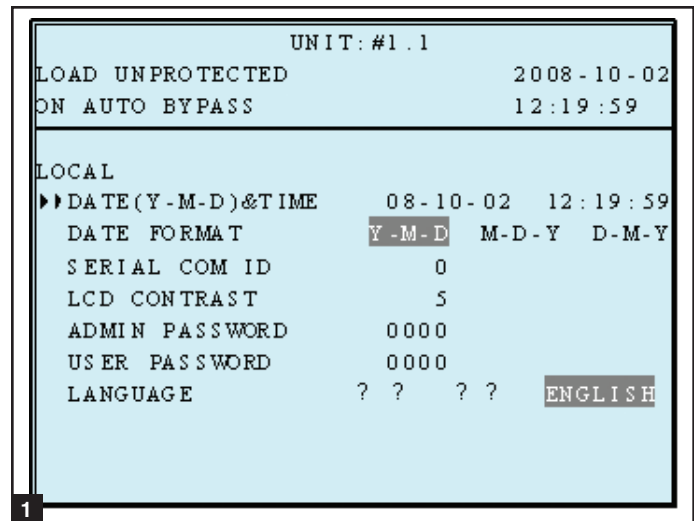 UNIT:#1.1
LOAD UNPROTECTED 2008-10-02
ON AUTO BYPASS 12:19:59
LOCAL
DATE(Y-M-D)&TIME 08-10-02 12:19:59
DATE FORMAT Y-M-D M-D-Y D-M-Y
SERIAL COM ID 0
LCD CONTRAST 5
ADMIN PASSWORD 0000
USER PASSWORD 0000
LANGUAGE ? ? ? ? ENGLISH
1